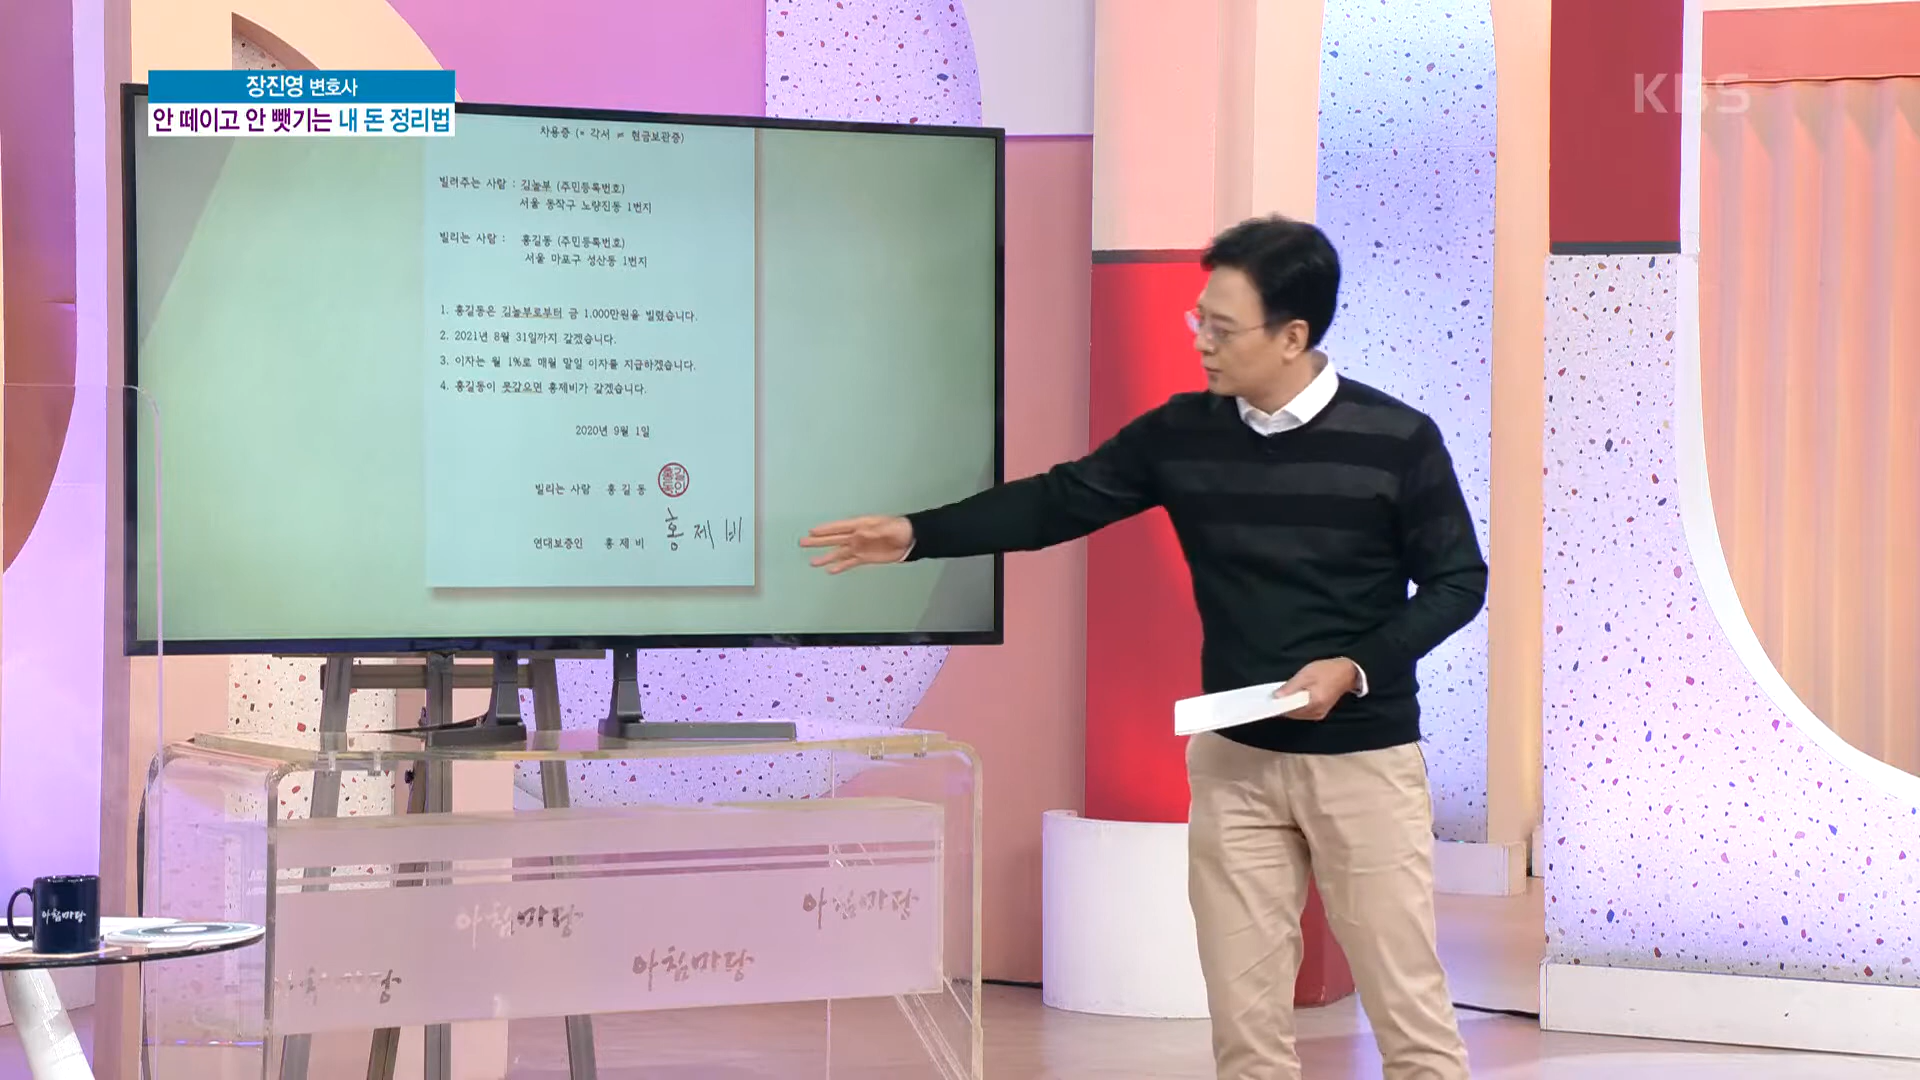 장진영 변호사
안 떼이고 안 뺏기는 내 돈 정리법
KBS
차용증 (= 각서 ≠ 현금보관증)
빌려주는 사람 : 김놀부 (주민등록번호)
서울 동작구 노량진동 1번지
빌리는 사람 : 홍길동 (주민등록번호)
서울 마포구 성산동 1번지
1. 홍길동은 김놀부로부터 금 1,000만원을 빌렸습니다.
2. 2021년 8월 31일까지 갚겠습니다.
3. 이자는 월 1%로 매월 말일 이자를 지급하겠습니다.
4. 홍길동이 못갚으면 홍제비가 갚겠습니다.
2020년 9월 1일
빌리는 사람 홍 길 동
홍길동인
연대보증인 홍 제 비 홍 제 비
아침마당
아침마당
아침마당
아침마당